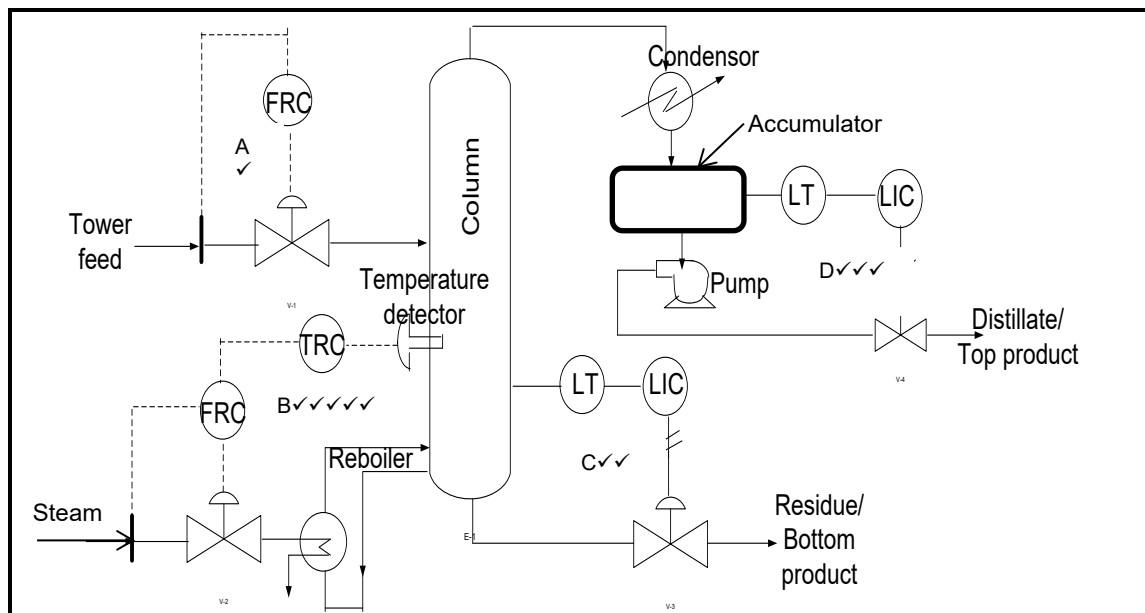 Condensor
FRC
Accumulator
A
✓
Column
LT
LIC
Tower
feed
Temperature
detector
Pump
D✓✓✓
V-1
Distillate/
Top product
TRC
V-4
FRC
B✓✓✓✓✓
LT
LIC
Reboiler
C✓✓
Steam
Residue/
Bottom
product
E-1
V-2
V-3